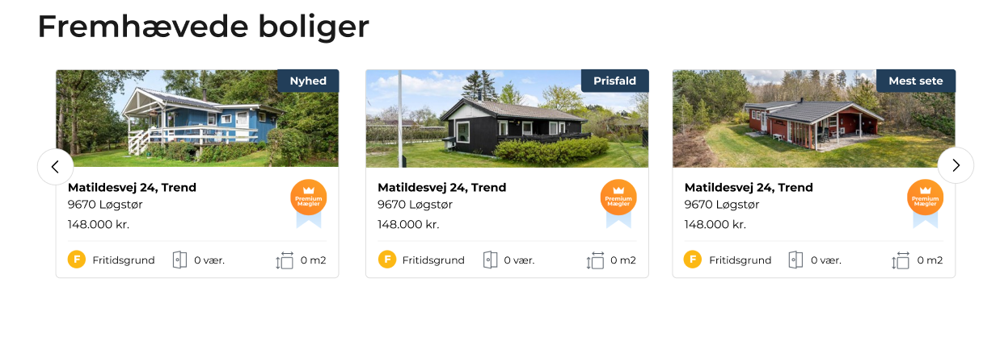 Fremhævede boliger
Nyhed
Matildesvej 24, Trend
9670 Løgstør
148.000 kr.
Premium
Mægler
F Fritidsgrund 0 vær. 0 m2
Prisfald
Matildesvej 24, Trend
9670 Løgstør
148.000 kr.
Premium
Mægler
F Fritidsgrund 0 vær. 0 m2
Mest sete
Matildesvej 24, Trend
9670 Løgstør
148.000 kr.
Premium
Mægler
F Fritidsgrund 0 vær. 0 m2